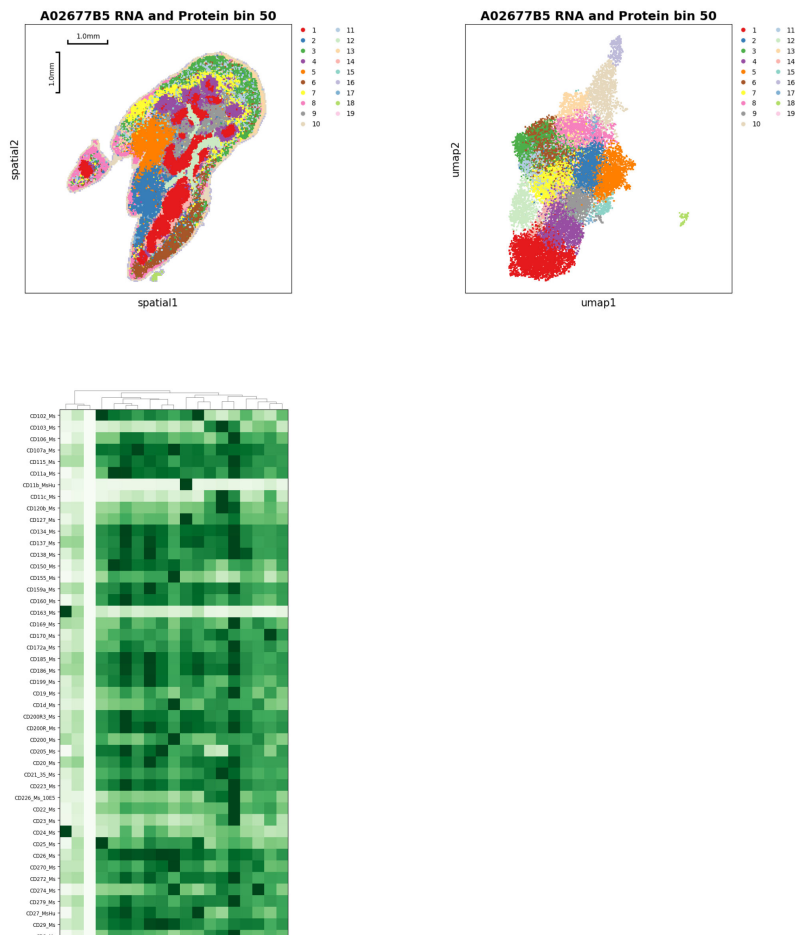 A02677B5 RNA and Protein bin 50
1.0mm
1.0mm
spatial2
spatial1
1
2
3
4
5
6
7
8
9
10
11
12
13
14
15
16
17
18
19
A02677B5 RNA and Protein bin 50
umap2
umap1
1
2
3
4
5
6
7
8
9
10
11
12
13
14
15
16
17
18
19
CD102_Ms
CD103_Ms
CD106_Ms
CD107a_Ms
CD115_Ms
CD11a_Ms
CD11b_MsHu
CD11c_Ms
CD120b_Ms
CD127_Ms
CD134_Ms
CD137_Ms
CD138_Ms
CD150_Ms
CD155_Ms
CD159a_Ms
CD160_Ms
CD163_Ms
CD169_Ms
CD170_Ms
CD172a_Ms
CD185_Ms
CD186_Ms
CD199_Ms
CD19_Ms
CD1d_Ms
CD200R3_Ms
CD200R_Ms
CD200_Ms
CD205_Ms
CD20_Ms
CD21_35_Ms
CD223_Ms
CD226_Ms_10E5
CD22_Ms
CD23_Ms
CD24_Ms
CD25_Ms
CD26_Ms
CD270_Ms
CD272_Ms
CD274_Ms
CD279_Ms
CD27_MsHu
CD29_Ms